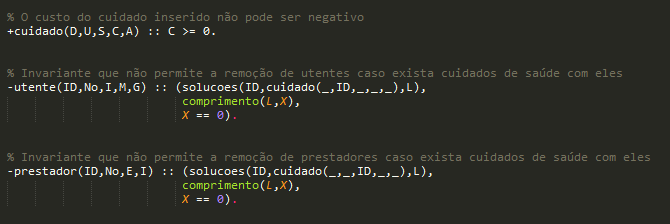 % O custo do cuidado inserido não pode ser negativo
+cuidado(D,U,S,C,A) :: C >= 0.
% Invariante que não permite a remoção de utentes caso exista cuidados de saúde com eles
-utente(ID,No,I,M,G) :: (solucoes(ID,cuidado(_,ID,_,_,_),L),
comprimento(L,X),
X == 0).
% Invariante que não permite a remoção de prestadores caso exista cuidados de saúde com eles
-prestador(ID,No,E,I) :: (solucoes(ID,cuidado(_,_,ID,_,_),L),
comprimento(L,X),
X == 0).